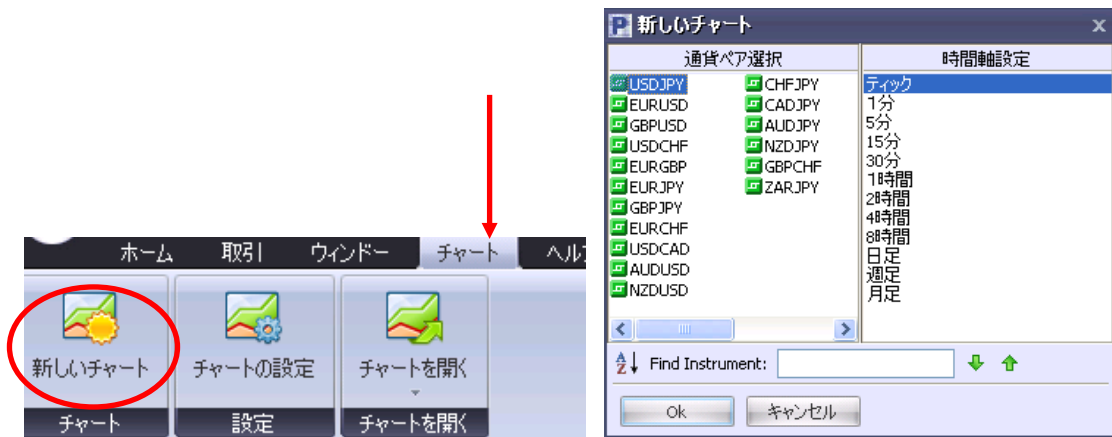 ホーム 取引 ウィンドー チャート
新しいチャート チャートの設定 チャートを開く
チャート 設定 チャートを開く
新しいチャート x
通貨ペア選択 時間軸設定
USDJPY CHFJPY ティック
EURUSD CADJPY 1分
GBPUSD AUDJPY 5分
USDCHF NZDJPY 15分
EURGBP GBPCHF 30分
EURJPY ZARJPY 1時間
GBPJPY 2時間
EURCHF 4時間
USDCAD 8時間
AUDUSD 日足
NZDUSD 週足
月足
Find Instrument:
Ok キャンセル